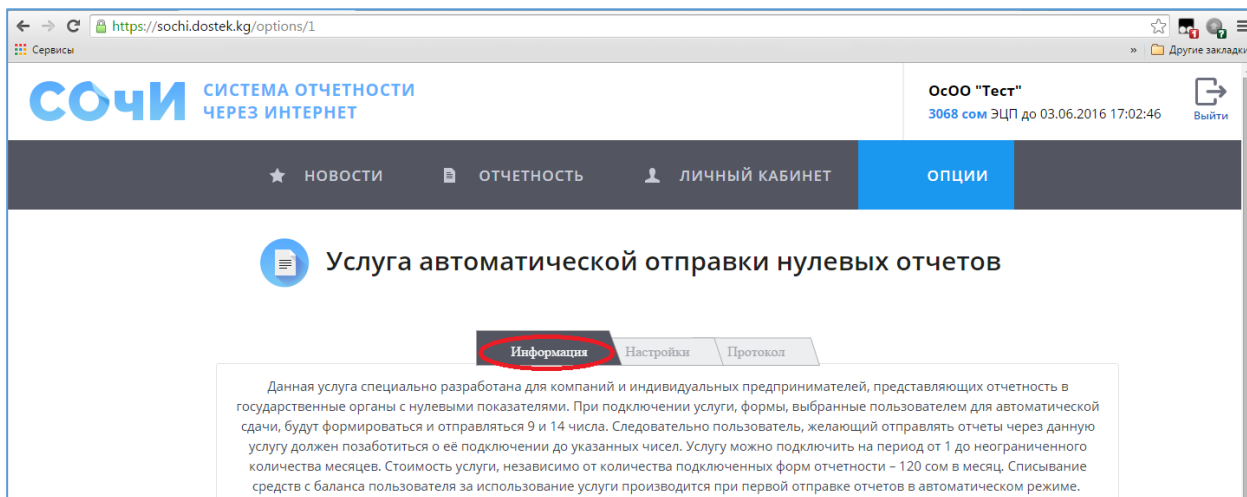 https://sochi.dostek.kg/options/1
Сервисы
» Другие закладки
СОчИ СИСТЕМА ОТЧЕТНОСТИ
ЧЕРЕЗ ИНТЕРНЕТ
ОсОО "Тест"
3068 сом ЭЦП до 03.06.2016 17:02:46
Выйти
НОВОСТИ ОТЧЕТНОСТЬ ЛИЧНЫЙ КАБИНЕТ ОПЦИИ
Услуга автоматической отправки нулевых отчетов
Информация Настройки Протокол
Данная услуга специально разработана для компаний и индивидуальных предпринимателей, представляющих отчетность в
государственные органы с нулевыми показателями. При подключении услуги, формы, выбранные пользователем для автоматической
сдачи, будут формироваться и отправляться 9 и 14 числа. Следовательно пользователь, желающий отправлять отчеты через данную
услугу должен позаботиться о её подключении до указанных чисел. Услугу можно подключить на период от 1 до неограниченного
количества месяцев. Стоимость услуги, независимо от количества подключенных форм отчетности – 120 сом в месяц. Списывание
средств с баланса пользователя за использование услуги производится при первой отправке отчетов в автоматическом режиме.